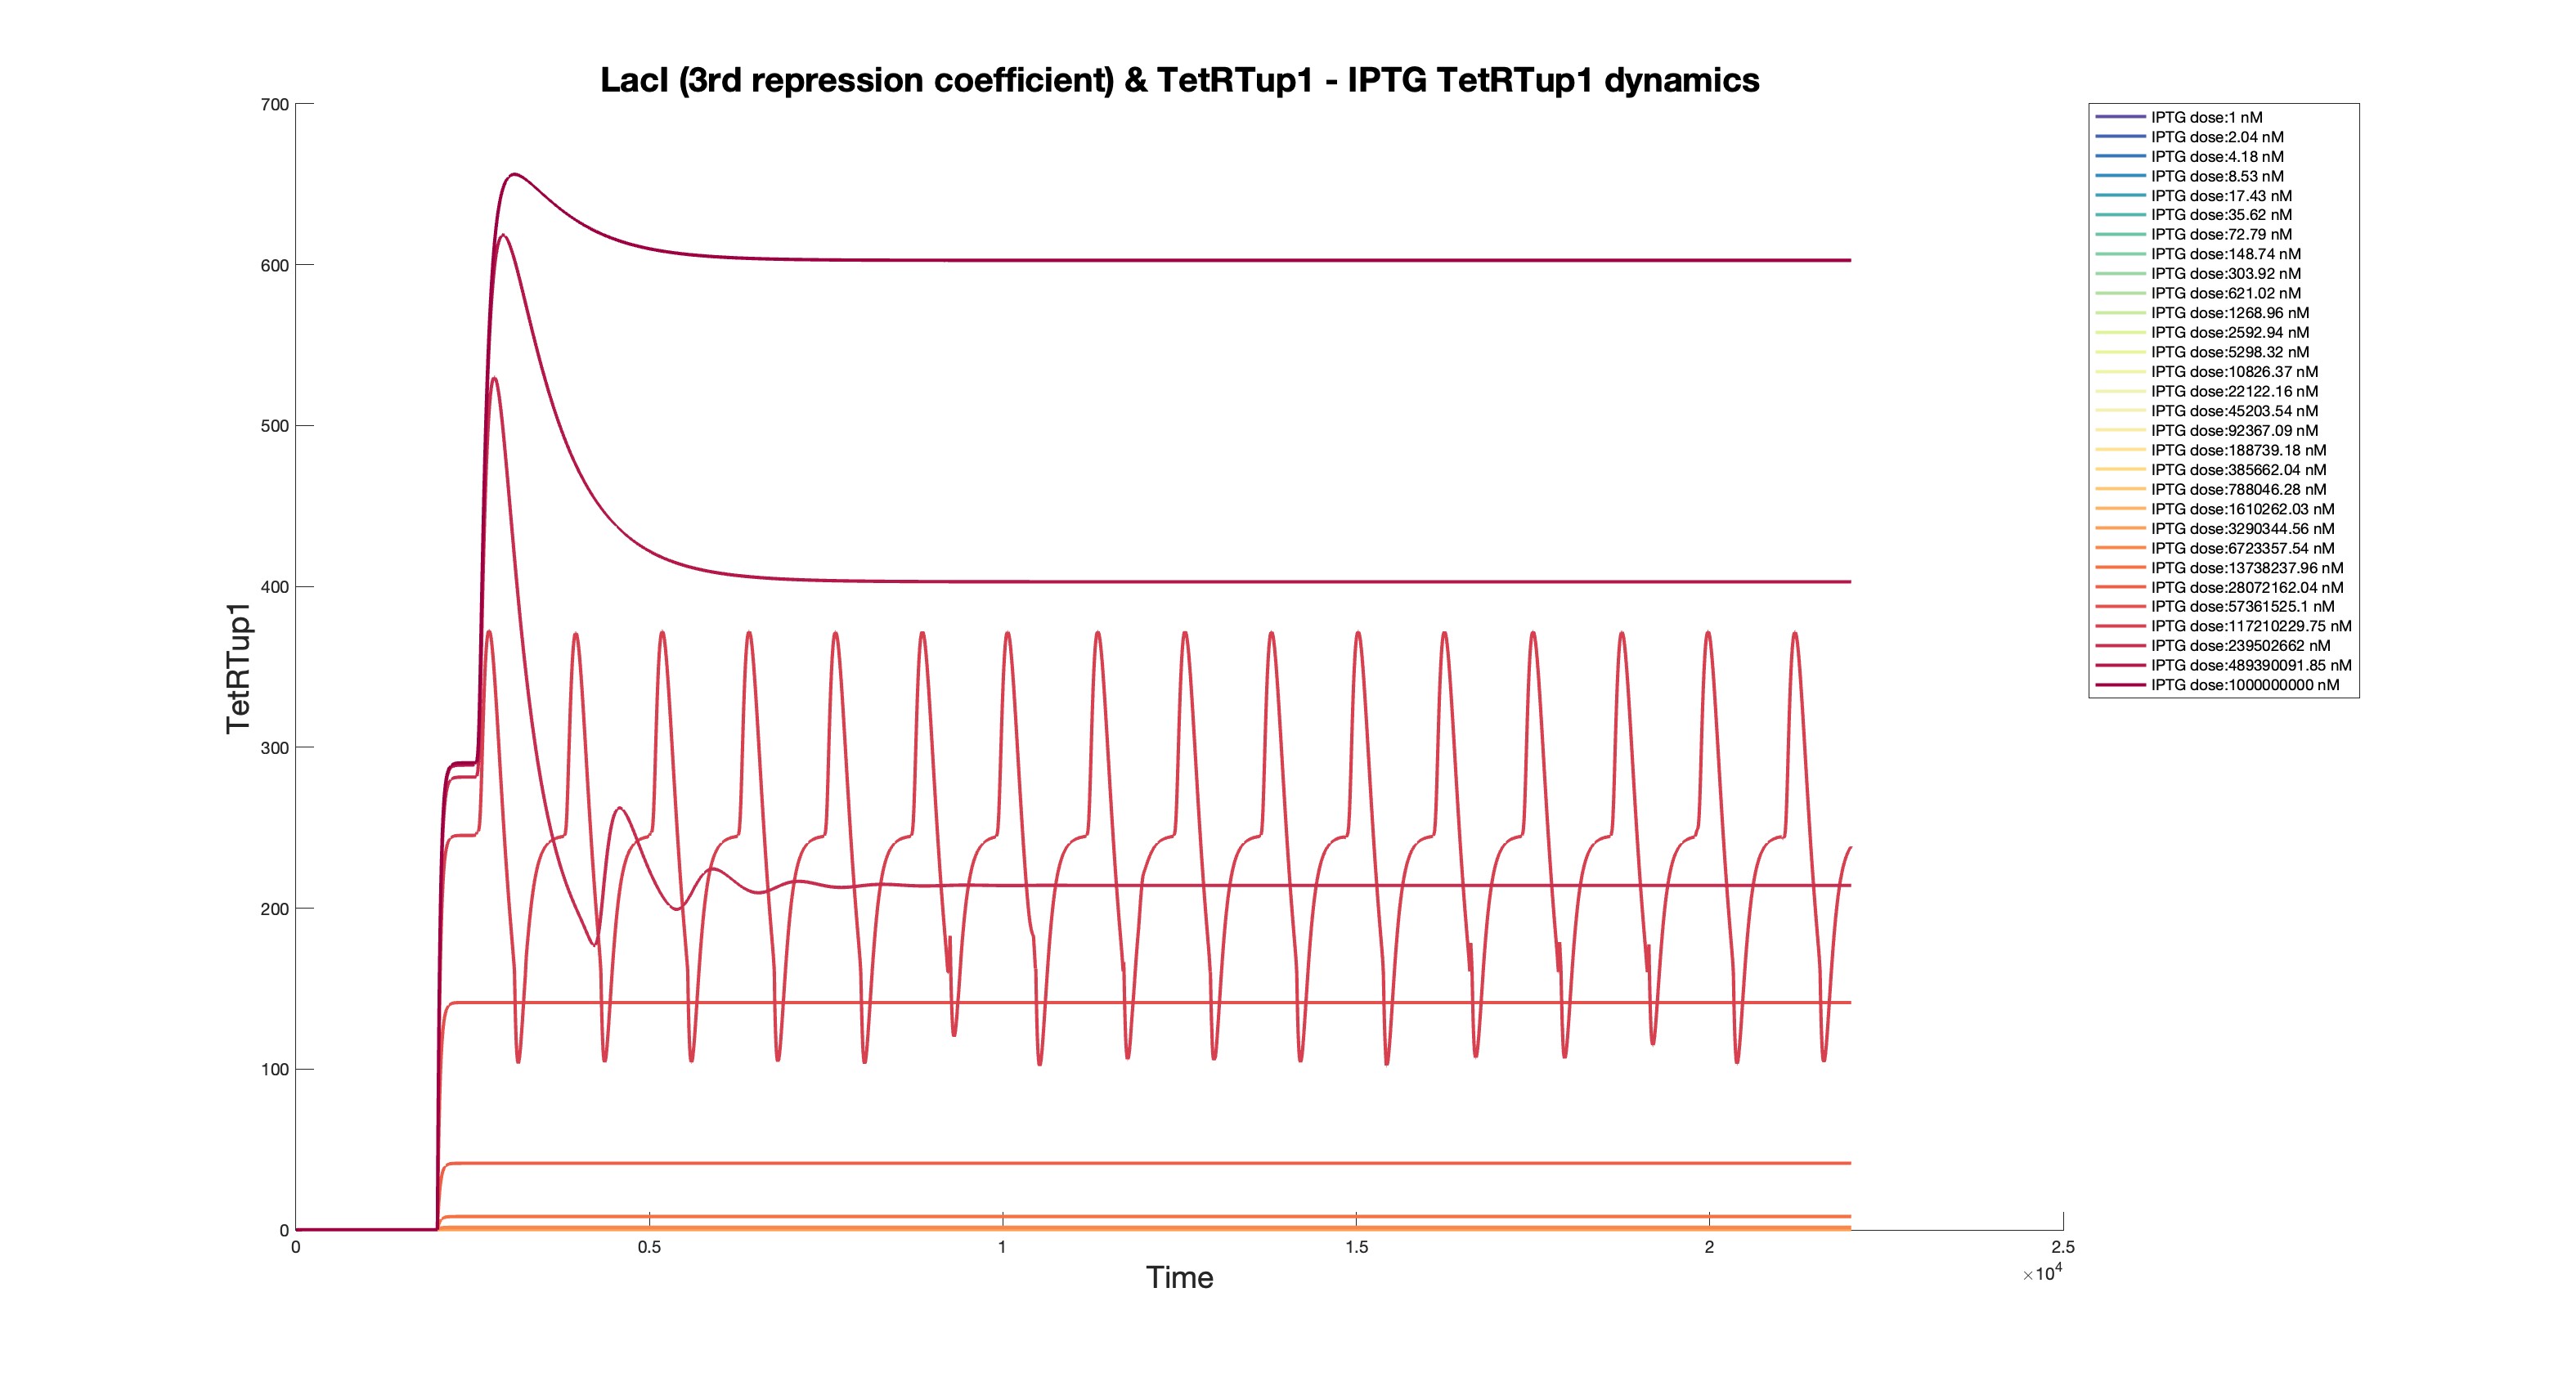 LacI (3rd repression coefficient) & TetRTup1 - IPTG TetRTup1 dynamics
700
600
500
400
300
200
100
0
TetRTup1
0
0.5
1
1.5
2
2.5
×10^4
Time
IPTG dose:1 nM
IPTG dose:2.04 nM
IPTG dose:4.18 nM
IPTG dose:8.53 nM
IPTG dose:17.43 nM
IPTG dose:35.62 nM
IPTG dose:72.79 nM
IPTG dose:148.74 nM
IPTG dose:303.92 nM
IPTG dose:621.02 nM
IPTG dose:1268.96 nM
IPTG dose:2592.94 nM
IPTG dose:5298.32 nM
IPTG dose:10826.37 nM
IPTG dose:22122.16 nM
IPTG dose:45203.54 nM
IPTG dose:92367.09 nM
IPTG dose:188739.18 nM
IPTG dose:385662.04 nM
IPTG dose:788046.28 nM
IPTG dose:1610262.03 nM
IPTG dose:3290344.56 nM
IPTG dose:6723357.54 nM
IPTG dose:13738237.96 nM
IPTG dose:28072162.04 nM
IPTG dose:57361525.1 nM
IPTG dose:117210229.75 nM
IPTG dose:239502662 nM
IPTG dose:489390091.85 nM
IPTG dose:1000000000 nM